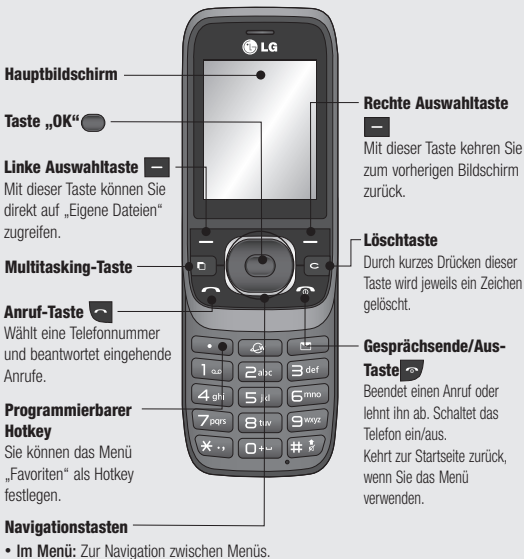 LG
Hauptbildschirm
Taste „OK“
Linke Auswahltaste
Mit dieser Taste können Sie
direkt auf „Eigene Dateien“
zugreifen.
Multitasking-Taste
Anruf-Taste
Wählt eine Telefonnummer
und beantwortet eingehende
Anrufe.
Programmierbarer
Hotkey
Sie können das Menü
„Favoriten“ als Hotkey
festlegen.
Navigationstasten
• Im Menü: Zur Navigation zwischen Menüs.
Rechte Auswahltaste
Mit dieser Taste kehren Sie
zum vorherigen Bildschirm
zurück.
Löschtaste
Durch kurzes Drücken dieser
Taste wird jeweils ein Zeichen
gelöscht.
Gesprächsende/Aus-
Taste
Beendet einen Anruf oder
lehnt ihn ab. Schaltet das
Telefon ein/aus.
Kehrt zur Startseite zurück,
wenn Sie das Menü
verwenden.
C
1 2abc 3def
4ghi 5jkl 6mno
7pqrs 8tuv 9wxyz
* 0+ #